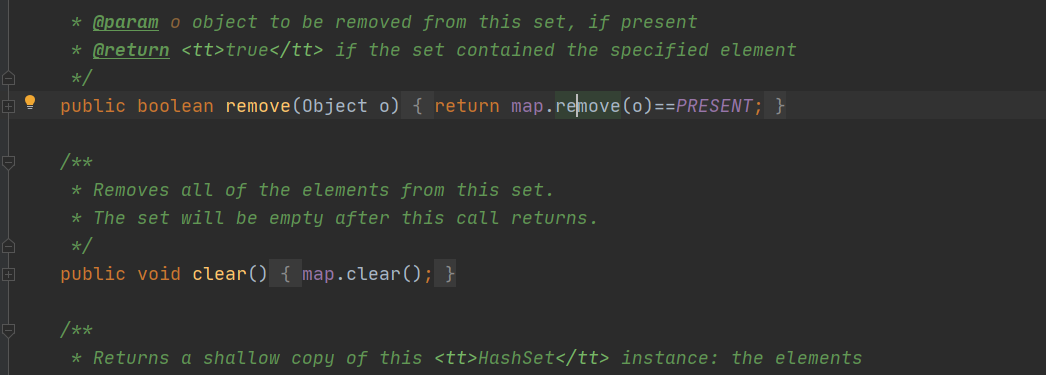 * @param o object to be removed from this set, if present
* @return <tt>true</tt> if the set contained the specified element
*/
public boolean remove(Object o) { return map.remove(o)==PRESENT; }
/**
* Removes all of the elements from this set.
* The set will be empty after this call returns.
*/
public void clear() { map.clear(); }
/**
* Returns a shallow copy of this <tt>HashSet</tt> instance: the elements